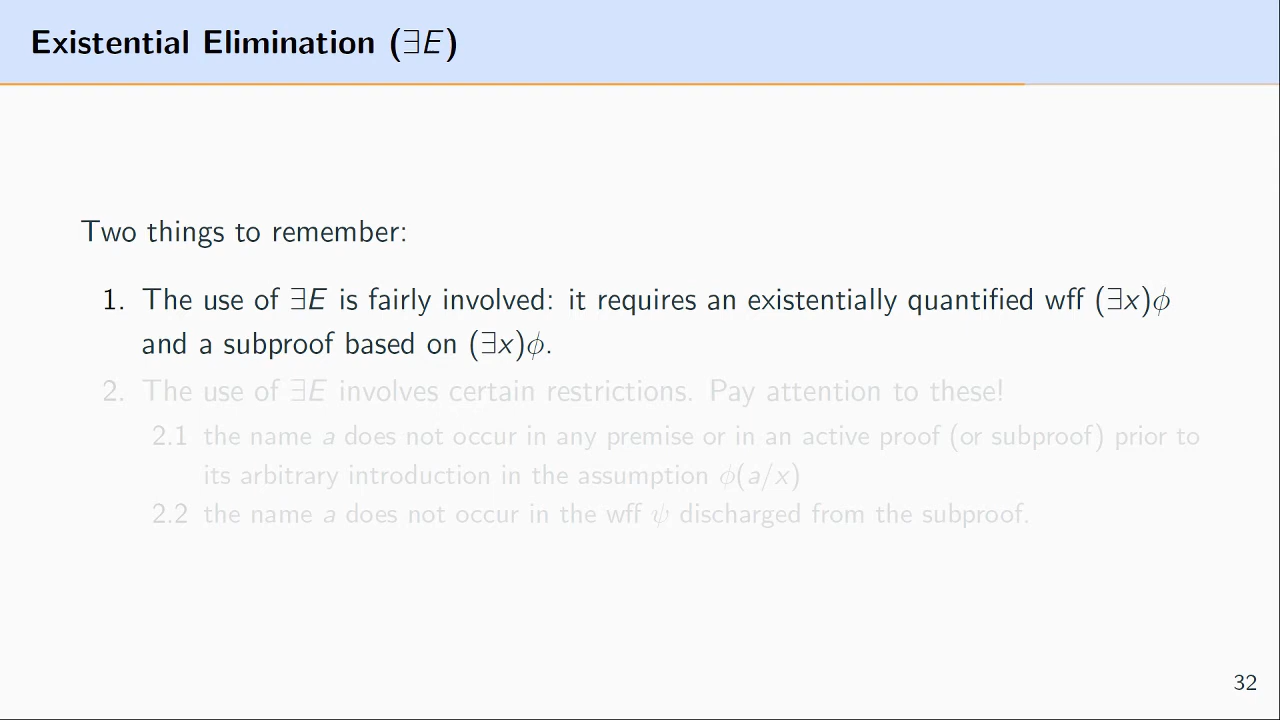 Existential Elimination (∃E)
Two things to remember:
1. The use of ∃E is fairly involved: it requires an existentially quantified wff (∃x)ϕ
and a subproof based on (∃x)ϕ.
2. The use of ∃E involves certain restrictions. Pay attention to these!
2.1 the name a does not occur in any premise or in an active proof (or subproof) prior to
its arbitrary introduction in the assumption ϕ(a/x)
2.2 the name a does not occur in the wff ψ discharged from the subproof.
32